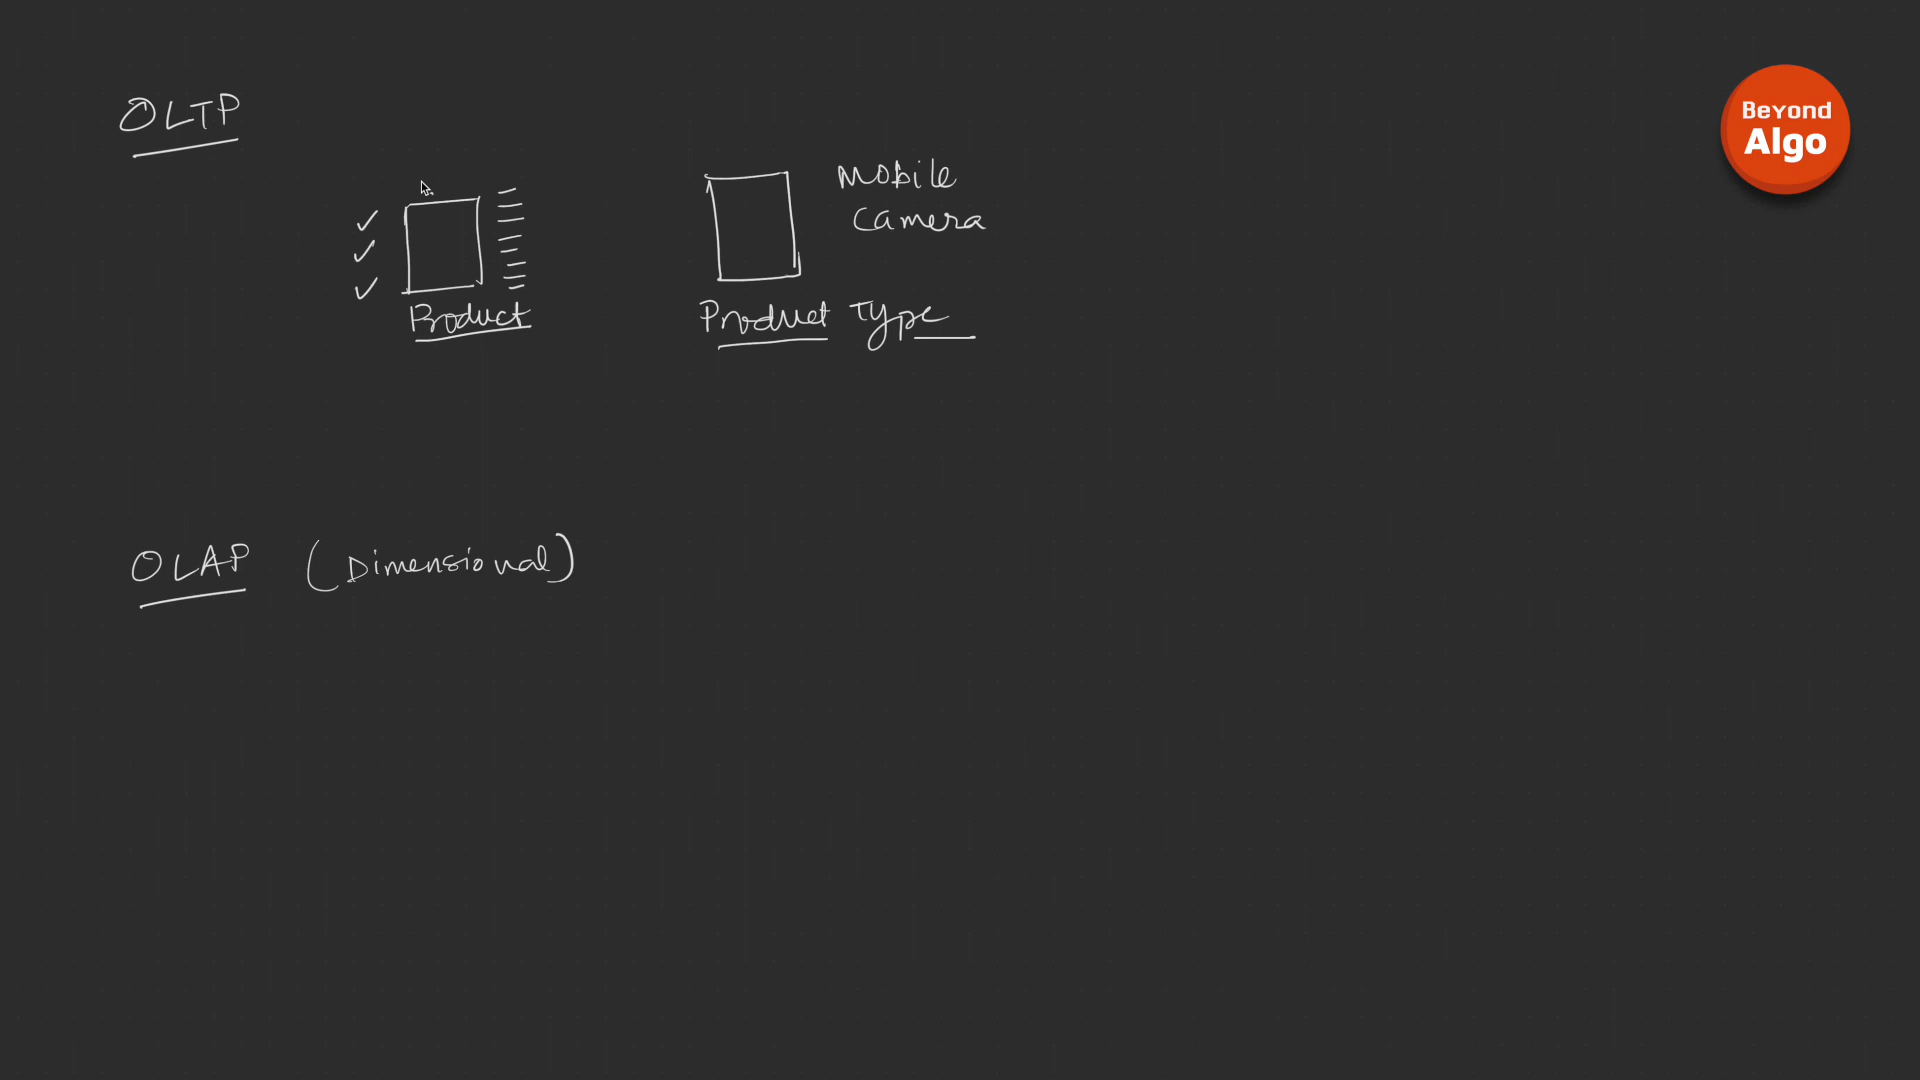 OLTP
Beyond
Algo
Mobile
Camera
Product
Product Type
OLAP (Dimensional)